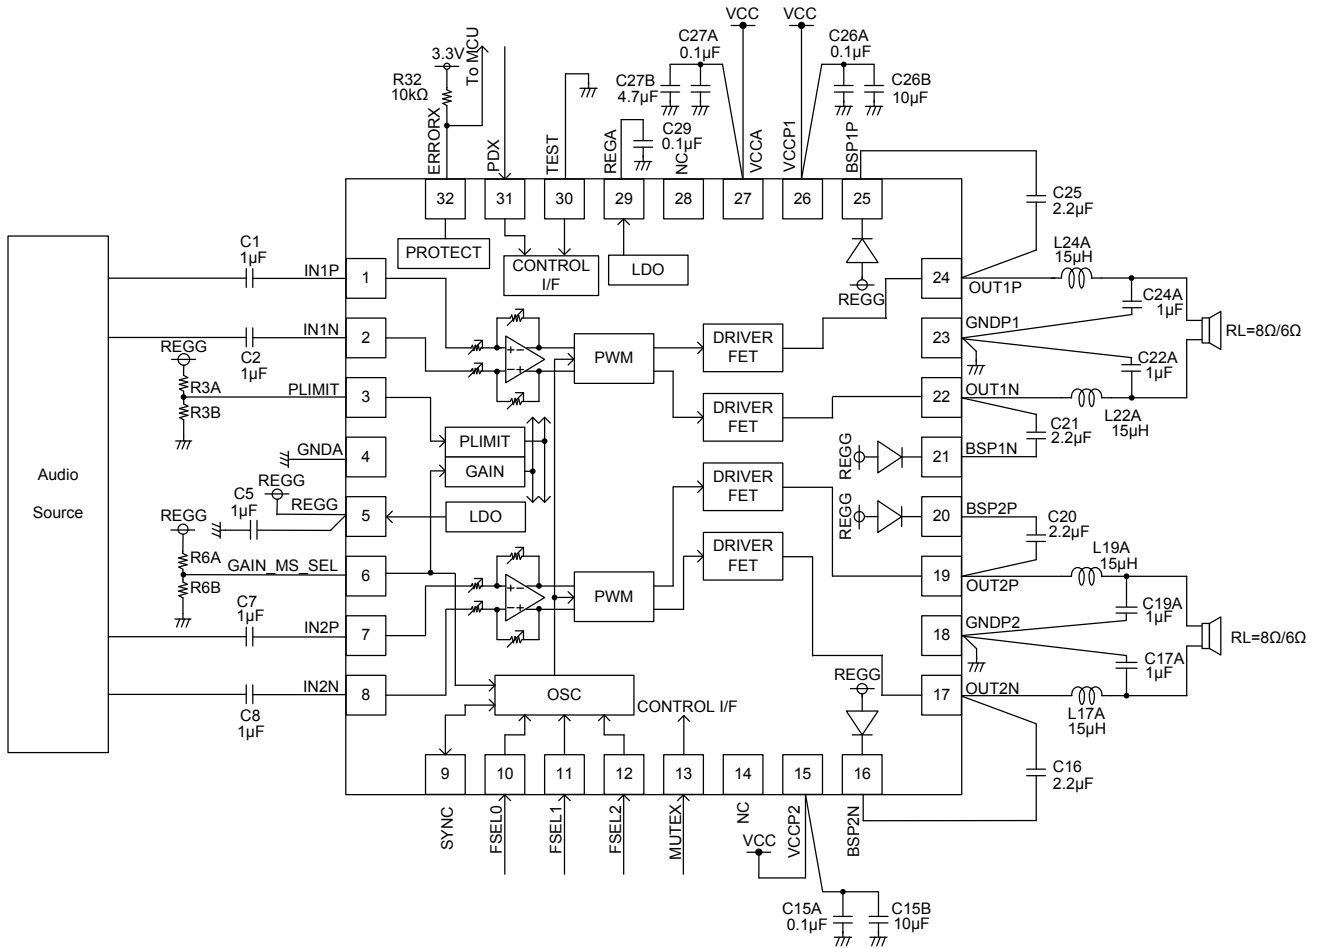 VCC
VCC
C27A
0.1µF
C26A
0.1µF
3.3V
To MCU
R32
10kΩ
C27B
4.7µF
C26B
10µF
ERRORX
PDX
TEST
REGA
C29
0.1µF
NC
VCCA
VCCP1
BSP1P
32
31
30
29
28
27
26
25
C25
2.2µF
PROTECT
CONTROL
I/F
LDO
REGG
Audio
Source
C1
1µF
IN1P
1
IN1N
2
C2
1µF
REGG
R3A
R3B
PLIMIT
3
GNDA
4
REGG
C5
1µF
REGG
5
REGG
R6A
R6B
GAIN_MS_SEL
6
C7
1µF
IN2P
7
IN2N
8
C8
1µF
PWM
DRIVER
FET
DRIVER
FET
PLIMIT
GAIN
LDO
DRIVER
FET
DRIVER
FET
PWM
OSC
CONTROL I/F
REGG
24
OUT1P
L24A
15µH
C24A
1µF
23
GNDP1
RL=8Ω/6Ω
C22A
1µF
22
OUT1N
L22A
15µH
C21
2.2µF
REGG
21
BSP1N
REGG
20
BSP2P
C20
2.2µF
19
OUT2P
L19A
15µH
C19A
1µF
18
GNDP2
RL=8Ω/6Ω
C17A
1µF
17
OUT2N
L17A
15µH
C16
2.2µF
9
10
11
12
13
14
15
16
SYNC
FSEL0
FSEL1
FSEL2
MUTEX
NC
VCCP2
BSP2N
VCC
C15A
0.1µF
C15B
10µF